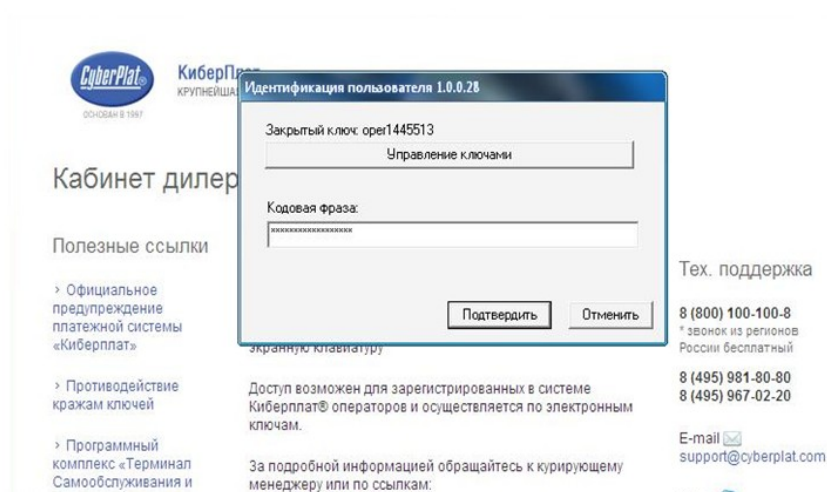 CyberPlat®
ОСНОВАН В 1997
КиберПлат
КРУПНЕЙША
Идентификация пользователя 1.0.0.28
Закрытый ключ: oper1445513
Управление ключами
Кодовая фраза:
××××××××××××××××××
Подтвердить
Отменить
Кабинет дилер
Полезные ссылки
> Официальное
предупреждение
платежной системы
«Киберплат»
> Противодействие
кражам ключей
> Программный
комплекс «Терминал
Самообслуживания и
экранную клавиатуру
Доступ возможен для зарегистрированных в системе
Киберплат® операторов и осуществляется по электронным
ключам.
За подробной информацией обращайтесь к курирующему
менеджеру или по ссылкам:
Тех. поддержка
8 (800) 100-100-8
* звонок из регионов
России бесплатный
8 (495) 981-80-80
8 (495) 967-02-20
E-mail
support@cyberplat.com